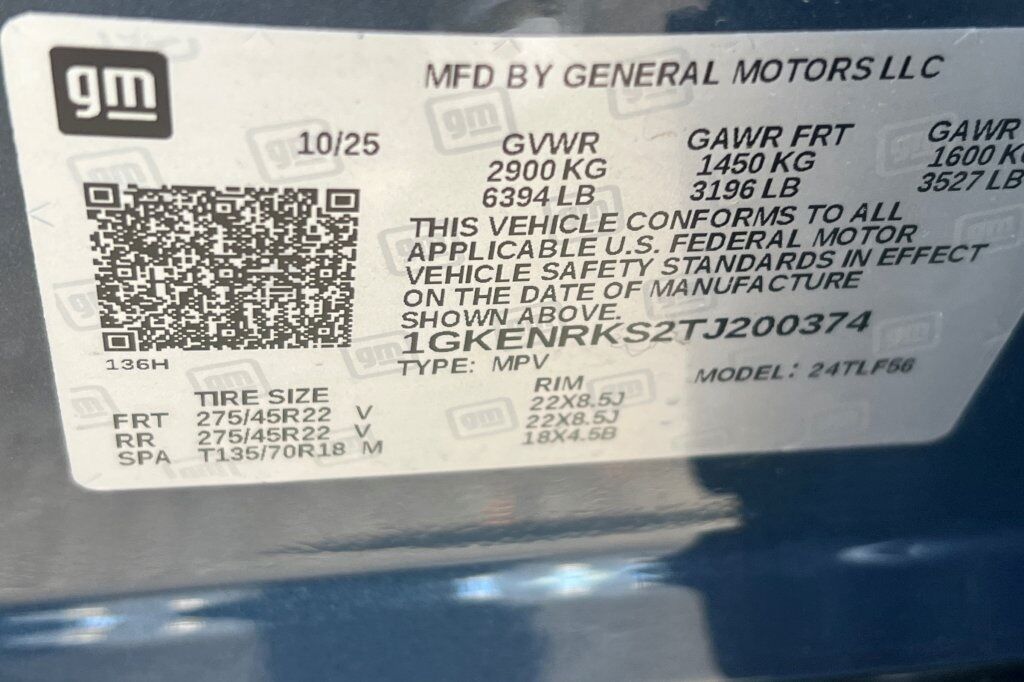 gm
MFD BY GENERAL MOTORS LLC
10/25
GVWR GAWR FRT GAWR
2900 KG 1450 KG 1600 K
6394 LB 3196 LB 3527 LB
THIS VEHICLE CONFORMS TO ALL
APPLICABLE U.S. FEDERAL MOTOR
VEHICLE SAFETY STANDARDS IN EFFECT
ON THE DATE OF MANUFACTURE
SHOWN ABOVE.
1GKENRKS2TJ200374
136H
TYPE: MPV MODEL: 24TLF56
TIRE SIZE RIM
FRT 275/45R22 V 22X8.5J
RR 275/45R22 V 22X8.5J
SPA T135/70R18 M 18X4.5B